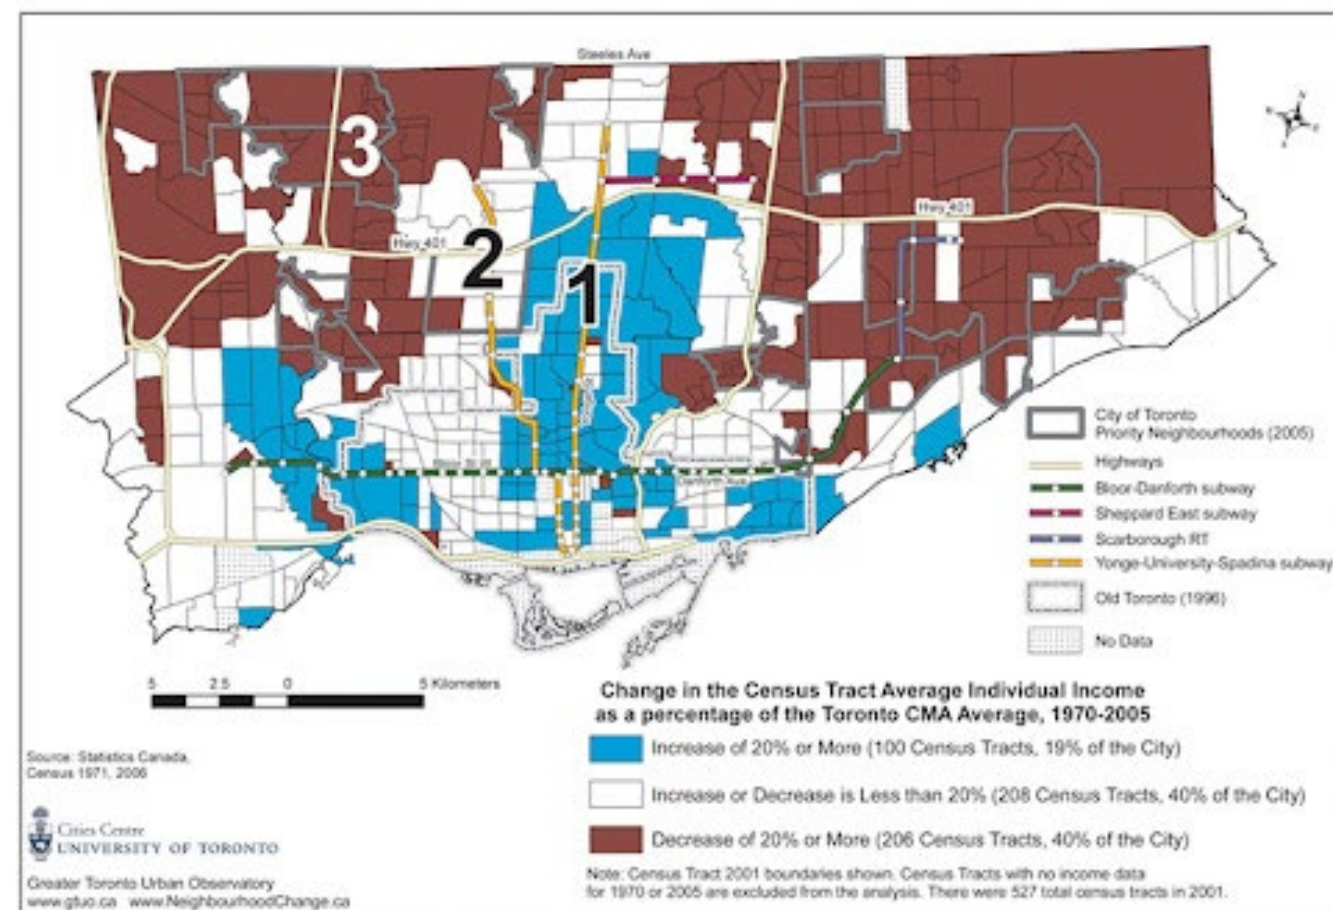 Steeles Ave
3
2
1
Hwy 401
Hwy 401
Danforth Ave
City of Toronto
Priority Neighbourhoods (2005)
Highways
Bloor-Danforth subway
Sheppard East subway
Scarborough RT
Yonge-University-Spadina subway
Old Toronto (1996)
No Data
5 2.5 0 5 Kilometers
Change in the Census Tract Average Individual Income
as a percentage of the Toronto CMA Average, 1970-2005
Increase of 20% or More (100 Census Tracts, 19% of the City)
Increase or Decrease is Less than 20% (208 Census Tracts, 40% of the City)
Decrease of 20% or More (206 Census Tracts, 40% of the City)
Note: Census Tract 2001 boundaries shown. Census Tracts with no income data
for 1970 or 2005 are excluded from the analysis. There were 527 total census tracts in 2001.
Source: Statistics Canada,
Census 1971, 2006
Cities Centre
UNIVERSITY OF TORONTO
Greater Toronto Urban Observatory
www.gtuo.ca www.NeighbourhoodChange.ca